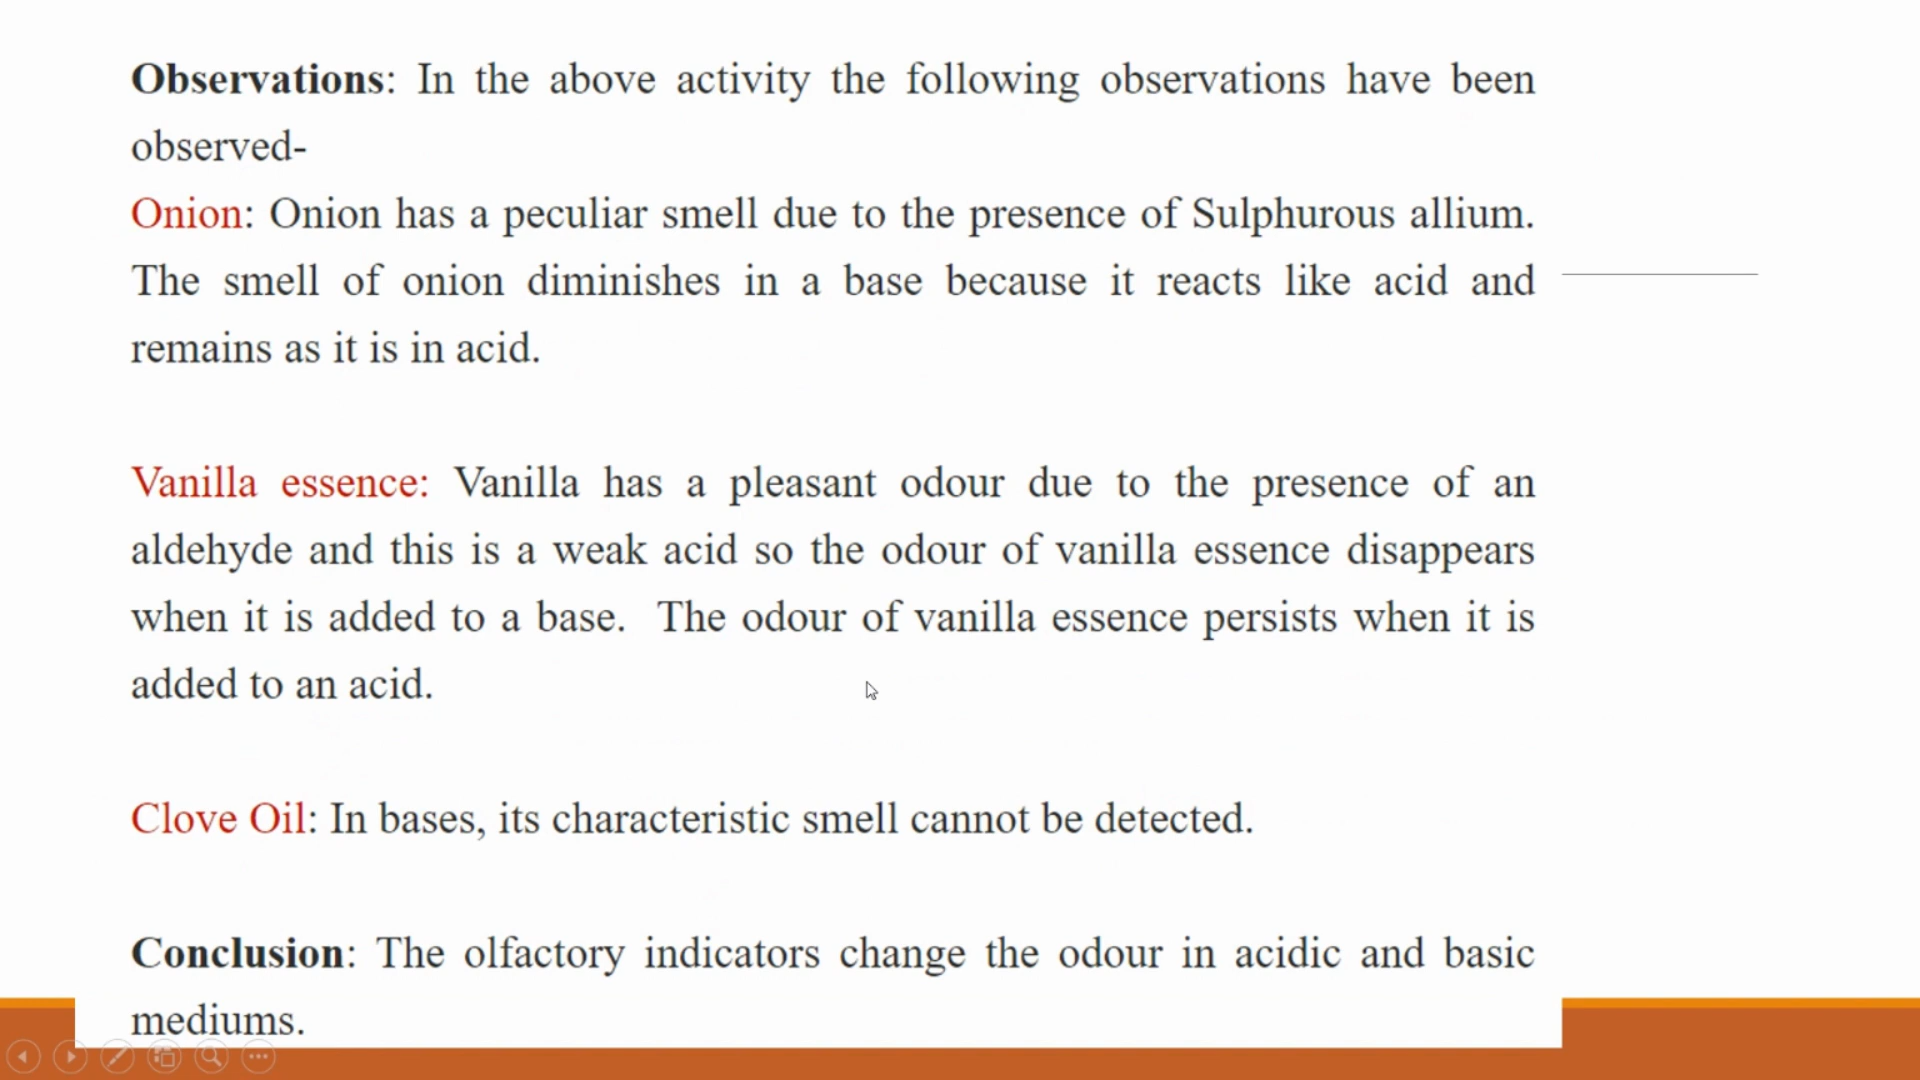 Observations: In the above activity the following observations have been
observed-
Onion: Onion has a peculiar smell due to the presence of Sulphurous allium.
The smell of onion diminishes in a base because it reacts like acid and
remains as it is in acid.
Vanilla essence: Vanilla has a pleasant odour due to the presence of an
aldehyde and this is a weak acid so the odour of vanilla essence disappears
when it is added to a base.  The odour of vanilla essence persists when it is
added to an acid.
Clove Oil: In bases, its characteristic smell cannot be detected.
Conclusion: The olfactory indicators change the odour in acidic and basic
mediums.